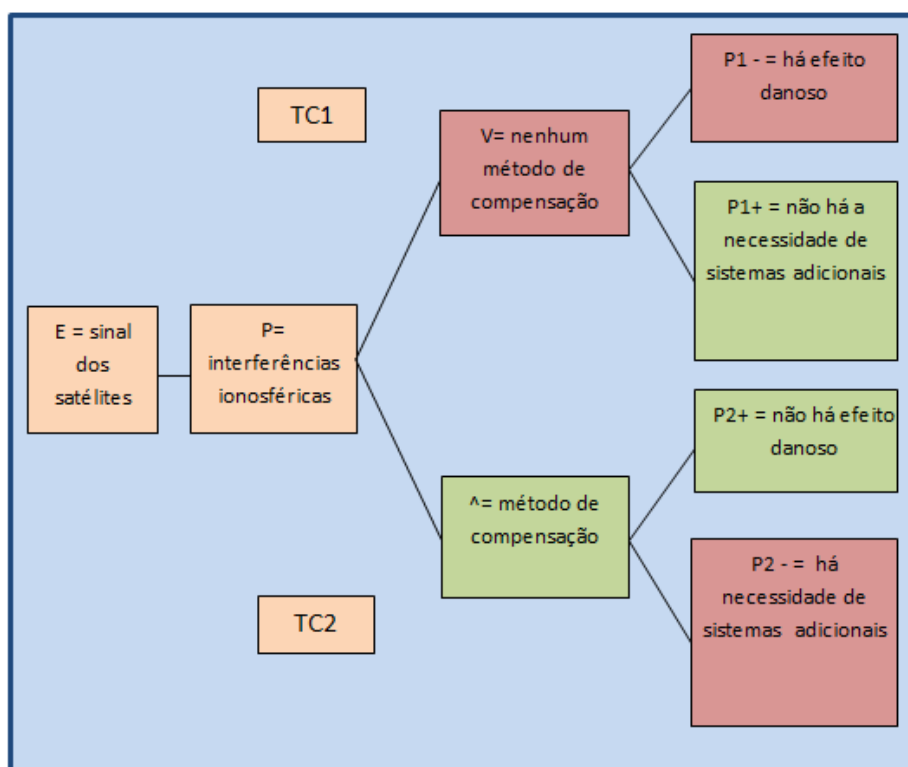 P1 - = há efeito
danoso
TC1
V= nenhum
método de
compensação
P1+ = não há a
necessidade de
sistemas adicionais
E = sinal
dos
satélites
P=
interferências
ionosféricas
P2+ = não há efeito
danoso
^= método de
compensação
P2 - =  há
necessidade de
sistemas  adicionais
TC2